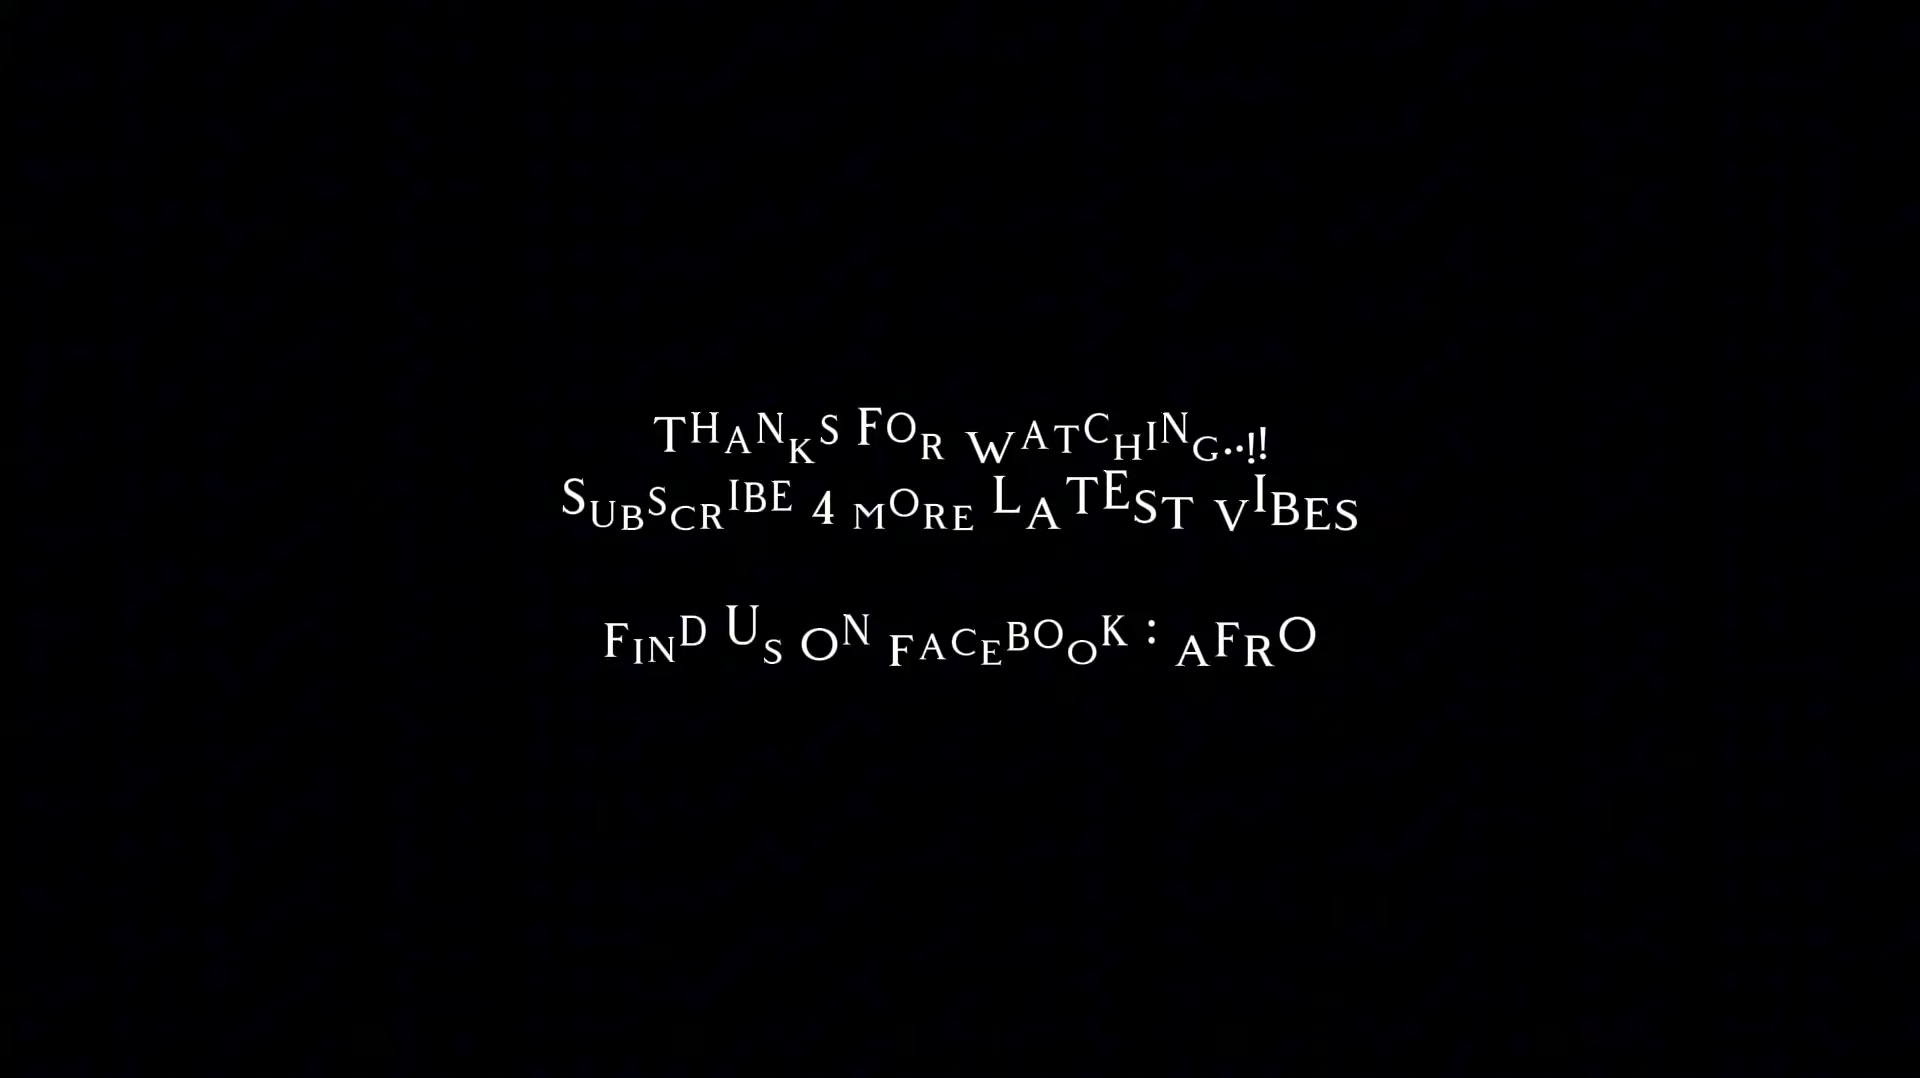 THANKS FOR WATCHING..!!
SUBSCRIBE 4 MORE LATEST VIBES
FIND US ON FACEBOOK : AFRO